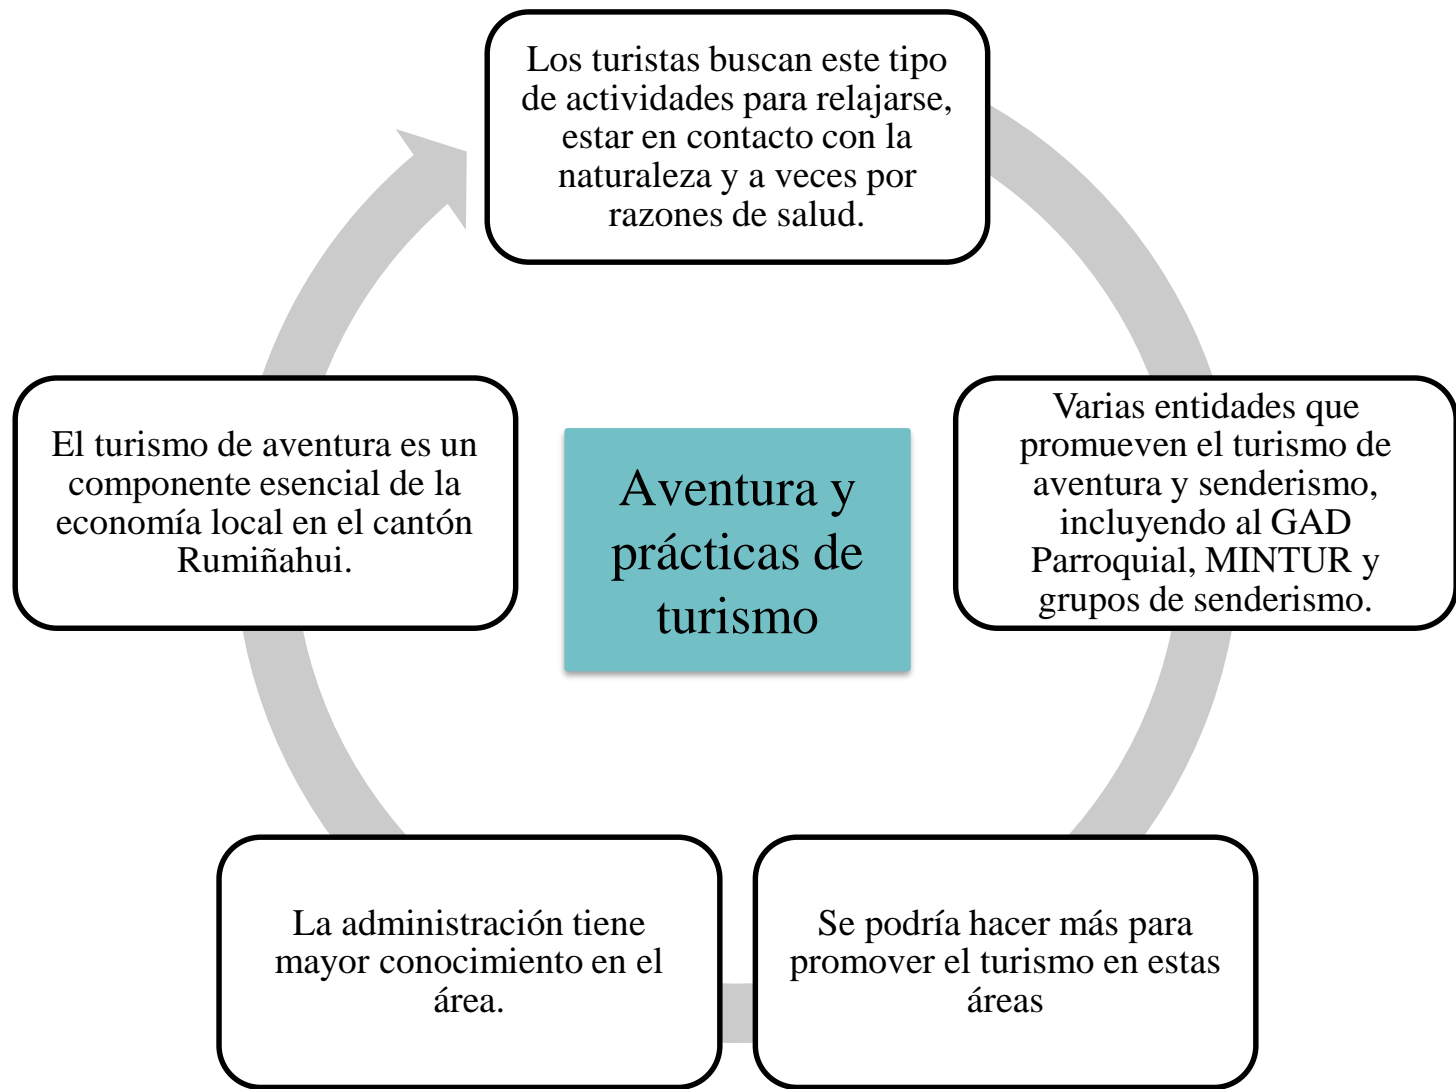 Los turistas buscan este tipo
de actividades para relajarse,
estar en contacto con la
naturaleza y a veces por
razones de salud.
Varias entidades que
promueven el turismo de
aventura y senderismo,
incluyendo al GAD
Parroquial, MINTUR y
grupos de senderismo.
Se podría hacer más para
promover el turismo en estas
áreas
La administración tiene
mayor conocimiento en el
área.
El turismo de aventura es un
componente esencial de la
economía local en el cantón
Rumiñahui.
Aventura y
prácticas de
turismo